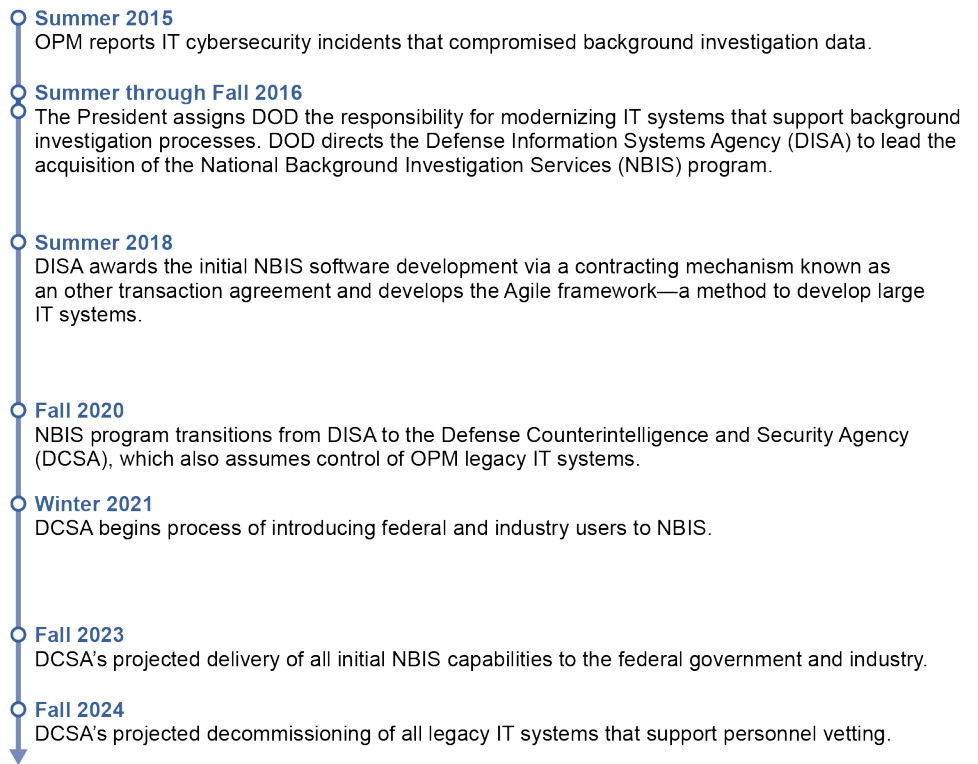 Summer 2015
OPM reports IT cybersecurity incidents that compromised background investigation data.
Summer through Fall 2016
The President assigns DOD the responsibility for modernizing IT systems that support background
investigation processes. DOD directs the Defense Information Systems Agency (DISA) to lead the
acquisition of the National Background Investigation Services (NBIS) program.
Summer 2018
DISA awards the initial NBIS software development via a contracting mechanism known as
an other transaction agreement and develops the Agile framework—a method to develop large
IT systems.
Fall 2020
NBIS program transitions from DISA to the Defense Counterintelligence and Security Agency
(DCSA), which also assumes control of OPM legacy IT systems.
Winter 2021
DCSA begins process of introducing federal and industry users to NBIS.
Fall 2023
DCSA’s projected delivery of all initial NBIS capabilities to the federal government and industry.
Fall 2024
DCSA’s projected decommissioning of all legacy IT systems that support personnel vetting.